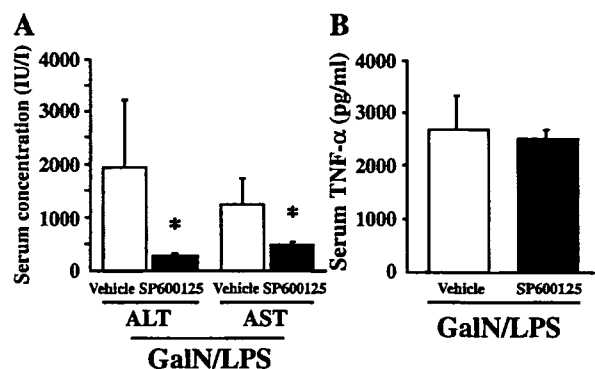 A
B
Serum concentration (IU/l)
4000
3000
2000
1000
0
*
*
Vehicle SP600125 Vehicle SP600125
ALT AST
GalN/LPS
Serum TNF-α (pg/ml)
4000
3000
2000
1000
0
Vehicle SP600125
GalN/LPS